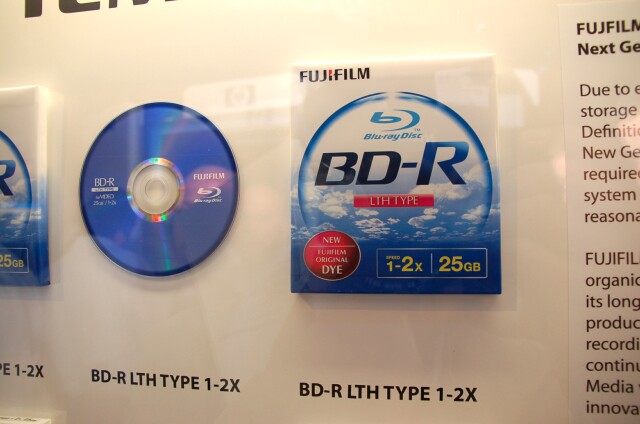 FUJIFILM
Blu-ray Disc
BD-R
LTH TYPE
NEW
FUJIFILM
ORIGINAL
DYE
SPEED
1-2X
25GB
BD-R
LTH TYPE
FUJIFILM
Blu-ray Disc
R
25GB
PE 1-2X
BD-R LTH TYPE 1-2X
BD-R LTH TYPE 1-2X
FUJIFILM
Next Ge
Due to e
storage
Definitio
New Ge
required
system
reasona
FUJIFIL
organic
its long
produc
recordi
continu
Media
innova